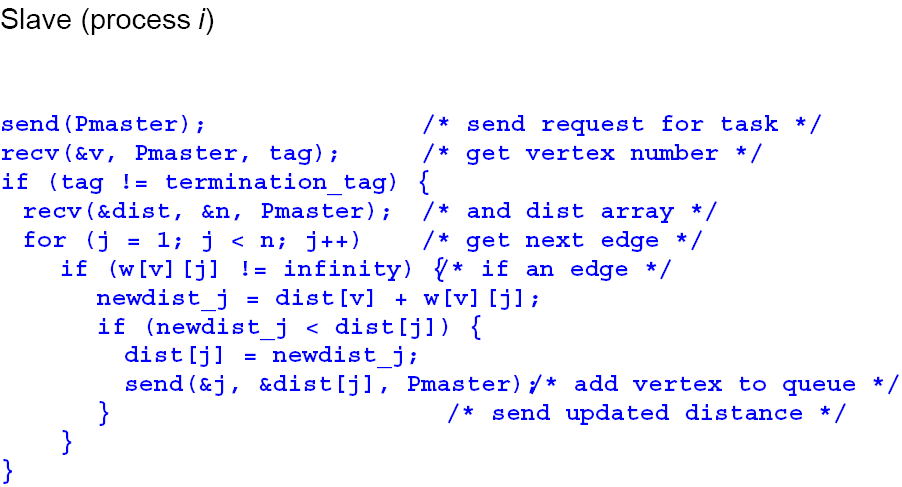 Slave (process i)
send(Pmaster); /* send request for task */
recv(&v, Pmaster, tag); /* get vertex number */
if (tag != termination_tag) {
recv(&dist, &n, Pmaster); /* and dist array */
for (j = 1; j < n; j++) /* get next edge */
if (w[v][j] != infinity) {/* if an edge */
newdist_j = dist[v] + w[v][j];
if (newdist_j < dist[j]) {
dist[j] = newdist_j;
send(&j, &dist[j], Pmaster);/* add vertex to queue */
} /* send updated distance */
}
}